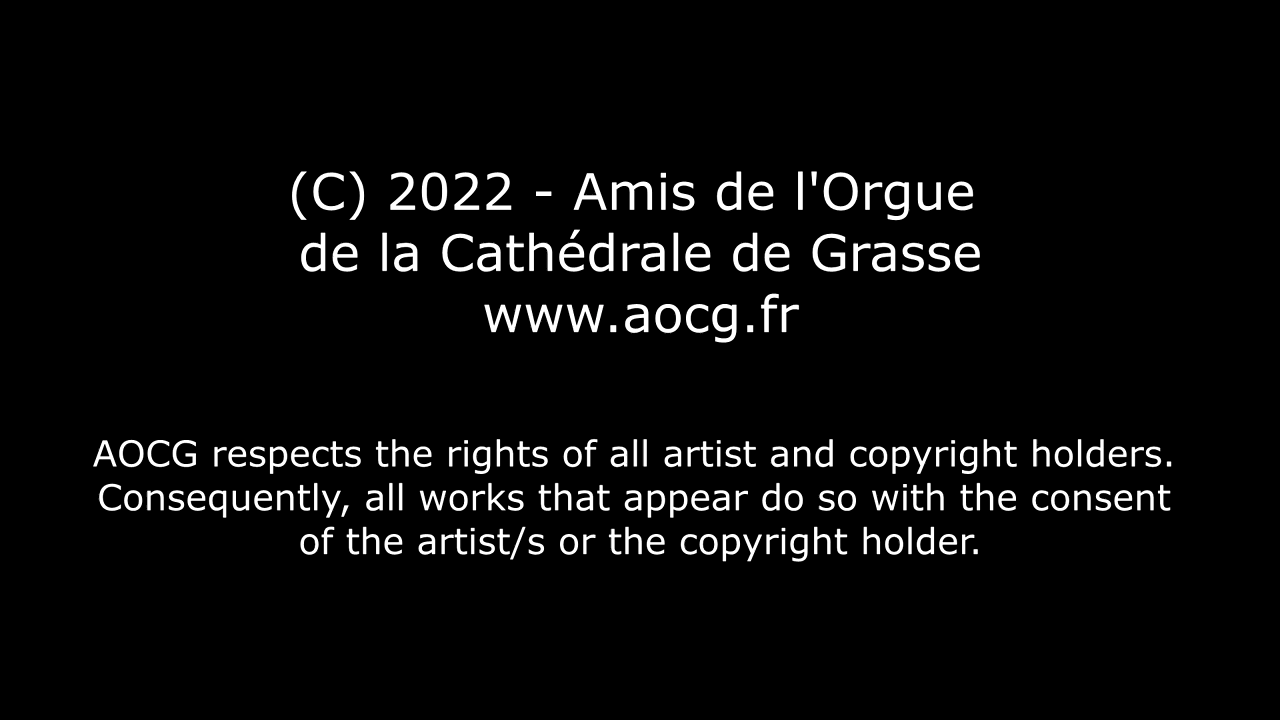 (C) 2022 - Amis de l'Orgue
de la Cathédrale de Grasse
www.aocg.fr
AOCG respects the rights of all artist and copyright holders.
Consequently, all works that appear do so with the consent
of the artist/s or the copyright holder.